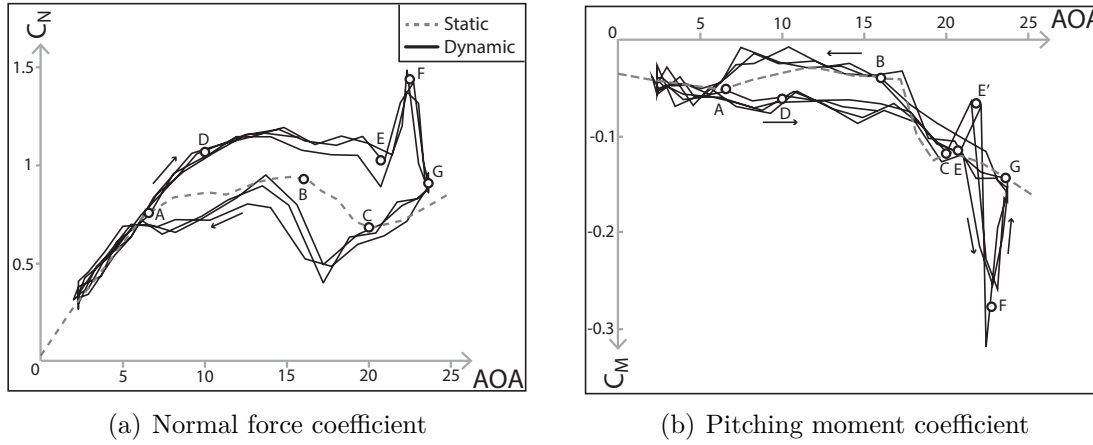 C_N
Static
Dynamic
1.5
1
0.5
0
5
10
15
20
25
AOA
A
B
C
D
E
F
G
(a) Normal force coefficient
0
5
10
15
20
25
AOA
-0.1
-0.2
-0.3
C_M
A
B
C
D
E
E'
F
G
(b) Pitching moment coefficient